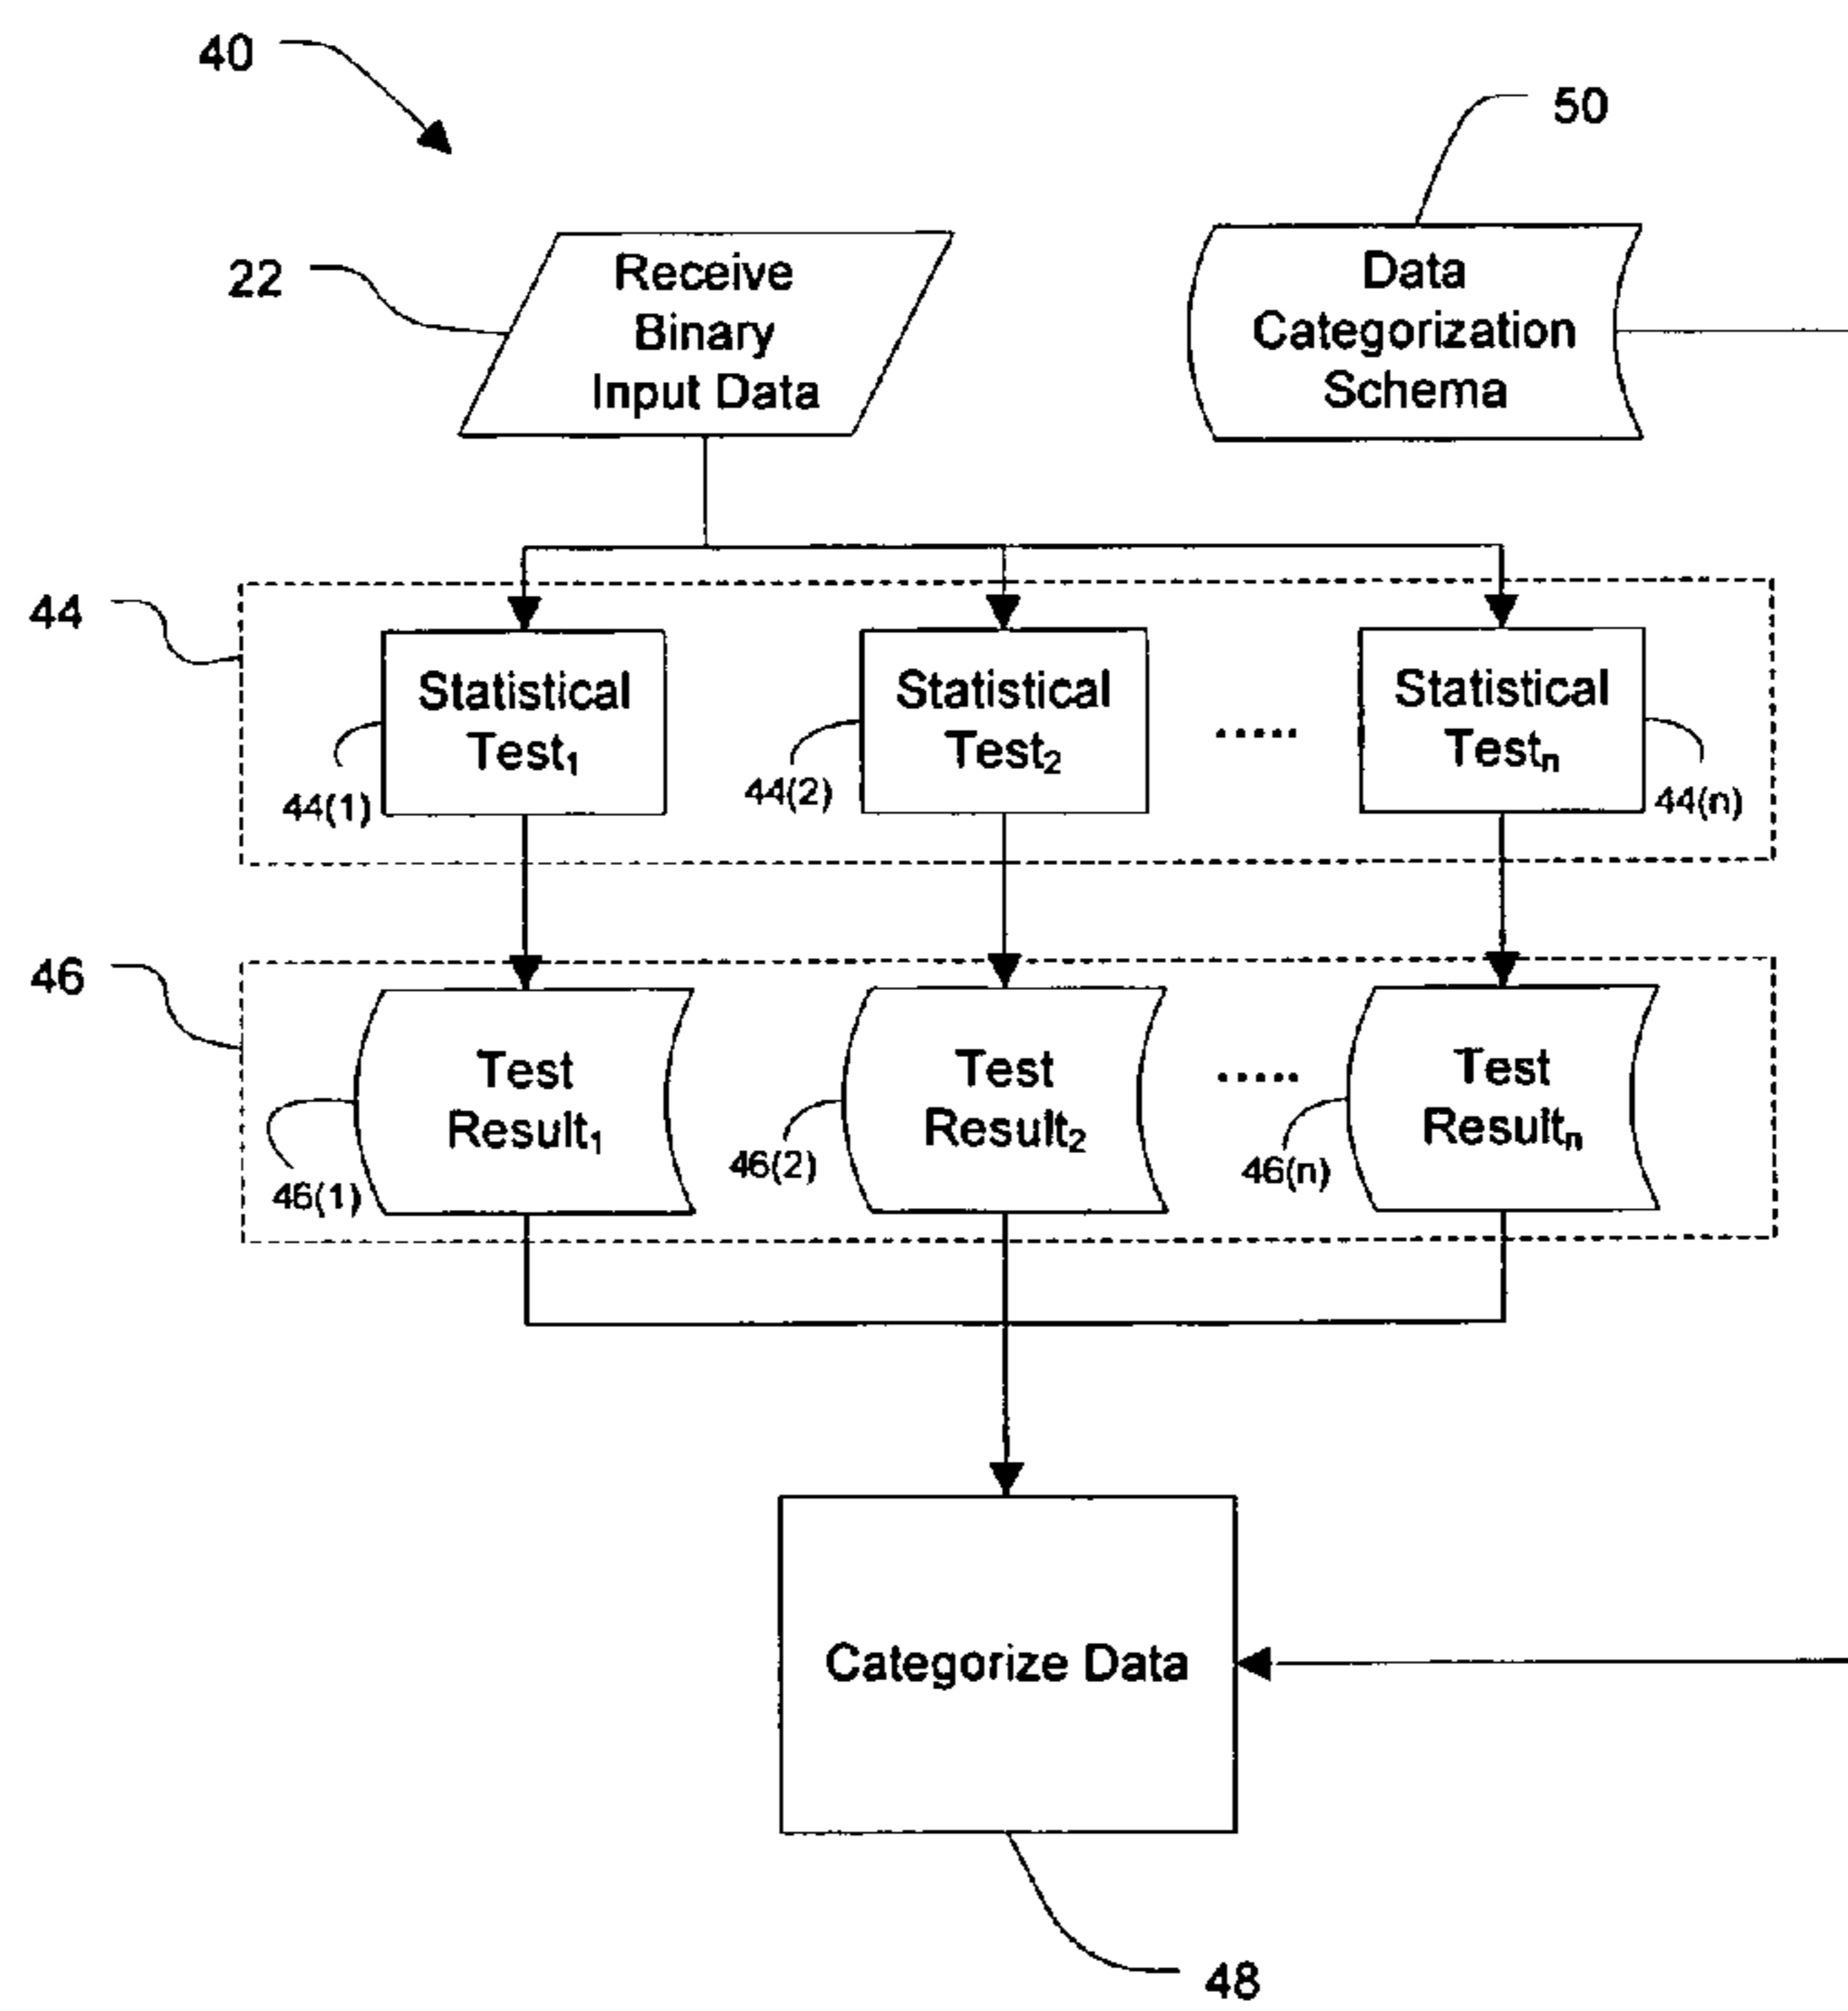 40
50
22
Receive
Binary
Input Data
Data
Categorization
Schema
44
Statistical
Test₁
44(1)
Statistical
Test₂
44(2)
.....
Statistical
Testₙ
44(n)
46
Test
Result₁
46(1)
Test
Result₂
46(2)
.....
Test
Resultₙ
46(n)
Categorize Data
48